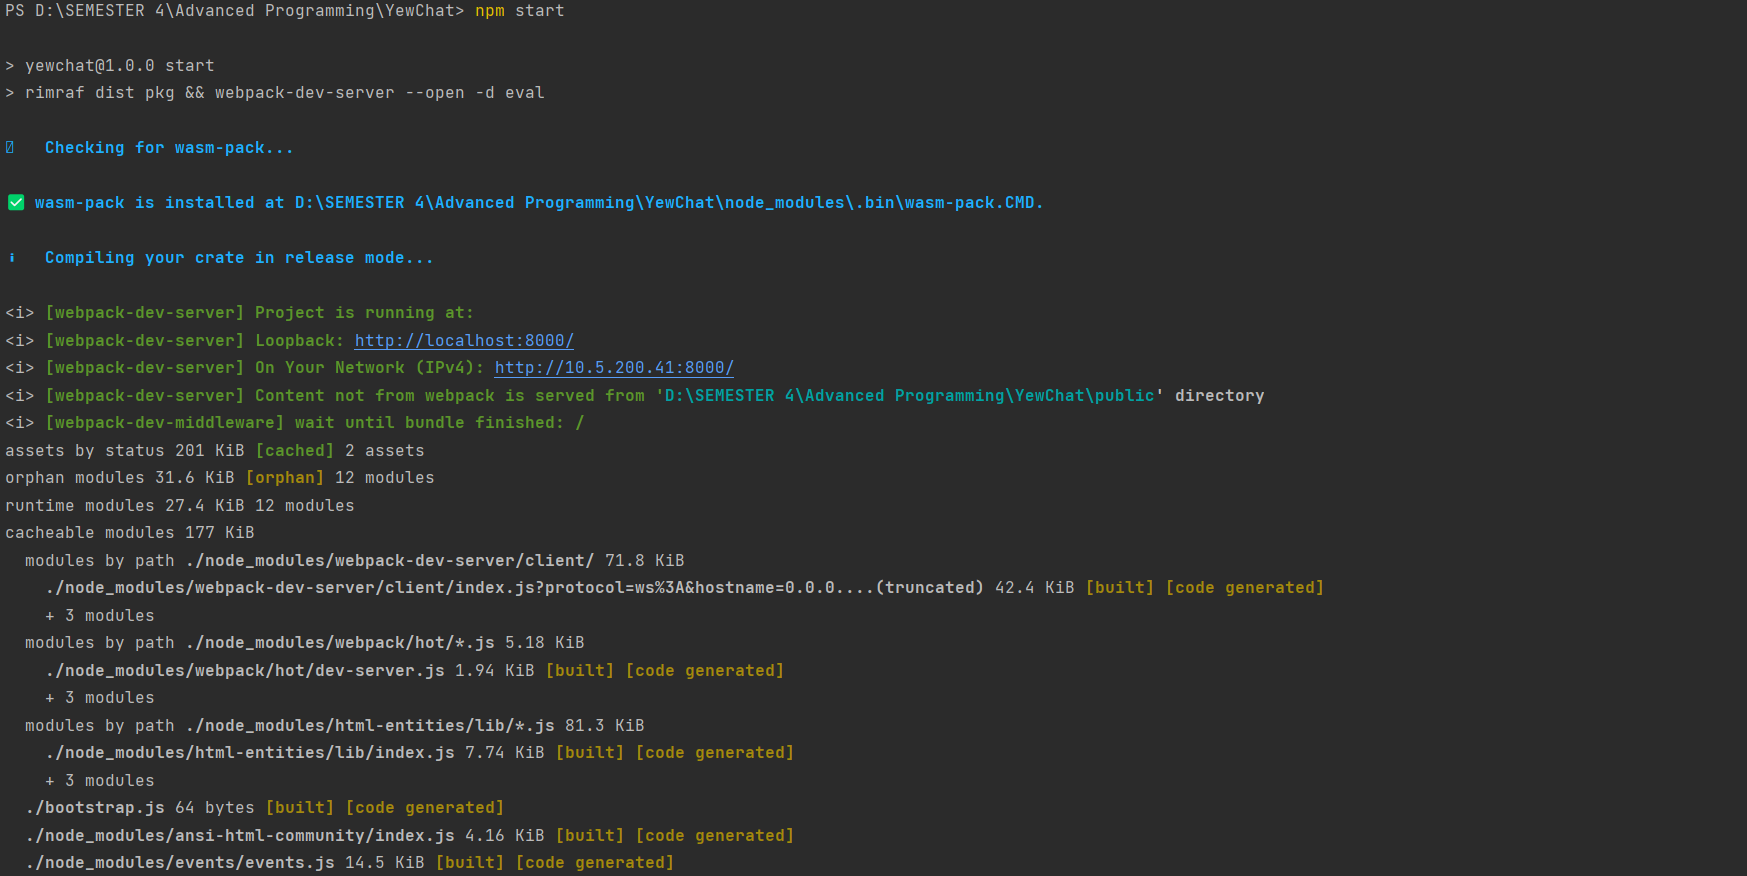 PS D:\SEMESTER 4\Advanced Programming\YewChat> npm start
> yewchat@1.0.0 start
> rimraf dist pkg && webpack-dev-server --open -d eval
Checking for wasm-pack...
✅ wasm-pack is installed at D:\SEMESTER 4\Advanced Programming\YewChat\node_modules\.bin\wasm-pack.CMD.
ℹ️ Compiling your crate in release mode...
<i> [webpack-dev-server] Project is running at:
<i> [webpack-dev-server] Loopback: http://localhost:8000/
<i> [webpack-dev-server] On Your Network (IPv4): http://10.5.200.41:8000/
<i> [webpack-dev-server] Content not from webpack is served from 'D:\SEMESTER 4\Advanced Programming\YewChat\public' directory
<i> [webpack-dev-middleware] wait until bundle finished: /
assets by status 201 KiB [cached] 2 assets
orphan modules 31.6 KiB [orphan] 12 modules
runtime modules 27.4 KiB 12 modules
cacheable modules 177 KiB
  modules by path ./node_modules/webpack-dev-server/client/ 71.8 KiB
    ./node_modules/webpack-dev-server/client/index.js?protocol=ws%3A&hostname=0.0.0....(truncated) 42.4 KiB [built] [code generated]
    + 3 modules
  modules by path ./node_modules/webpack/hot/*.js 5.18 KiB
    ./node_modules/webpack/hot/dev-server.js 1.94 KiB [built] [code generated]
    + 3 modules
  modules by path ./node_modules/html-entities/lib/*.js 81.3 KiB
    ./node_modules/html-entities/lib/index.js 7.74 KiB [built] [code generated]
    + 3 modules
  ./bootstrap.js 64 bytes [built] [code generated]
  ./node_modules/ansi-html-community/index.js 4.16 KiB [built] [code generated]
  ./node_modules/events/events.js 14.5 KiB [built] [code generated]